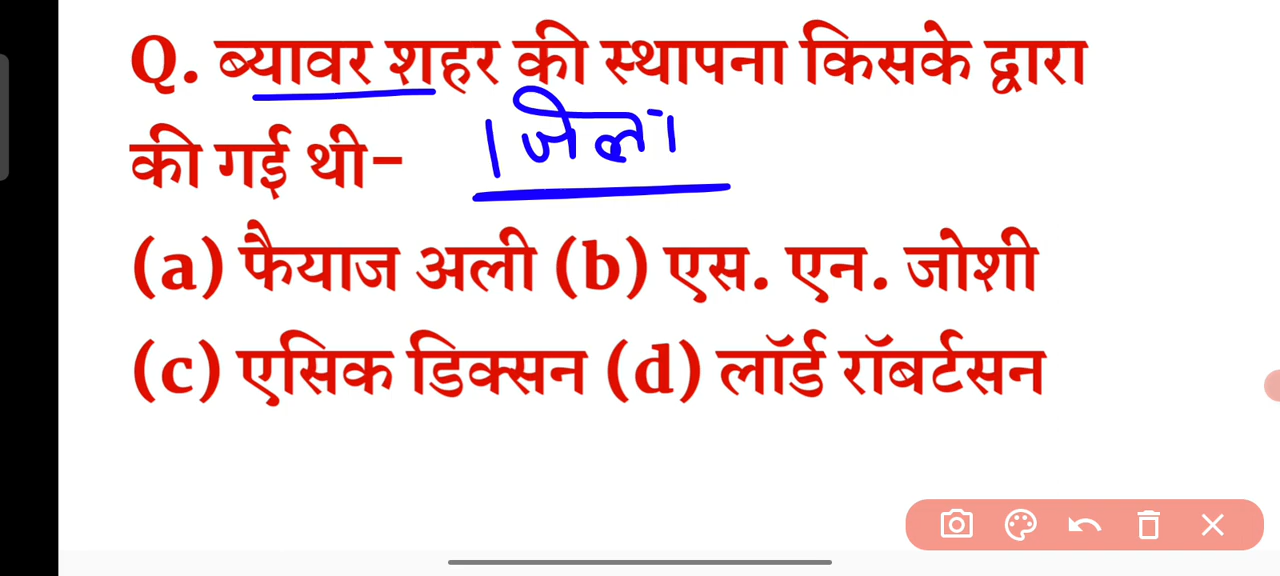 Q. ब्यावर शहर की स्थापना किसके द्वारा
की गई थी-
जिला
(a) फैयाज अली (b) एस. एन. जोशी
(c) एसिक डिक्सन (d) लॉर्ड रॉबर्टसन